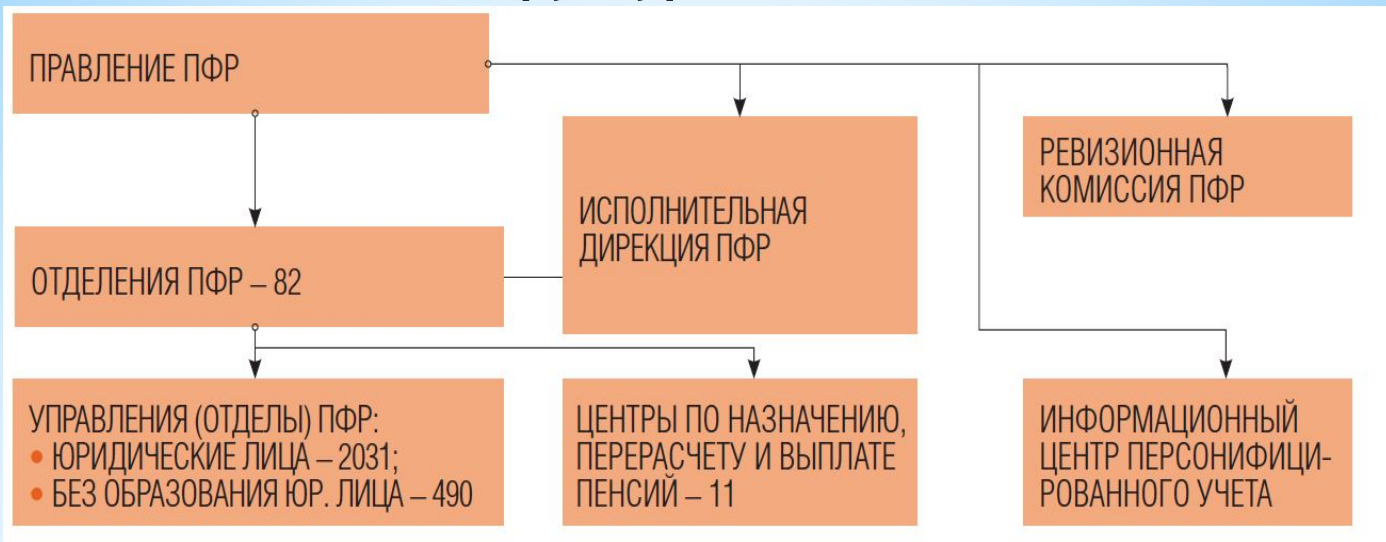 ПРАВЛЕНИЕ ПФР
РЕВИЗИОННАЯ
КОМИССИЯ ПФР
ИСПОЛНИТЕЛЬНАЯ
ДИРЕКЦИЯ ПФР
ОТДЕЛЕНИЯ ПФР – 82
УПРАВЛЕНИЯ (ОТДЕЛЫ) ПФР:
• ЮРИДИЧЕСКИЕ ЛИЦА – 2031;
• БЕЗ ОБРАЗОВАНИЯ ЮР. ЛИЦА – 490
ЦЕНТРЫ ПО НАЗНАЧЕНИЮ,
ПЕРЕРАСЧЕТУ И ВЫПЛАТЕ
ПЕНСИЙ – 11
ИНФОРМАЦИОННЫЙ
ЦЕНТР ПЕРСОНИФИЦИ-
РОВАННОГО УЧЕТА